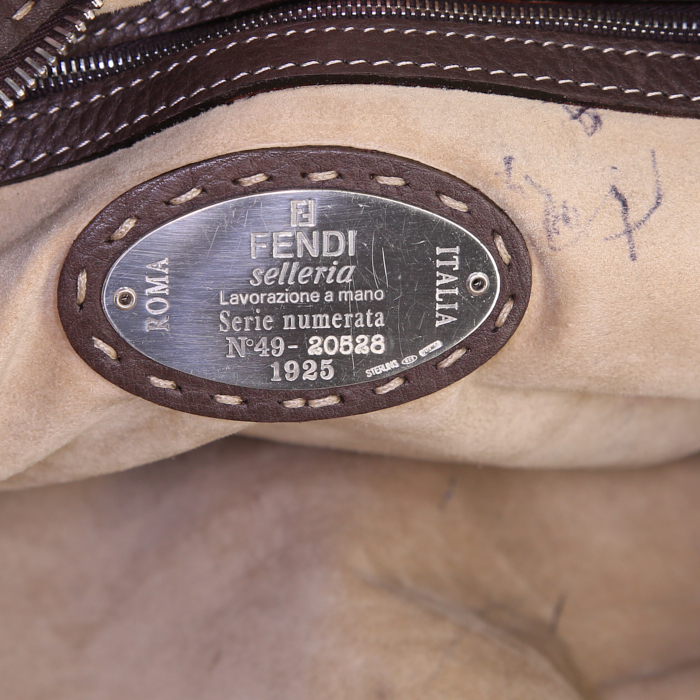 FENDI
selleria
Lavorazione a mano
Serie numerata
N°49- 20528
1925
ROMA
ITALIA
STERLING